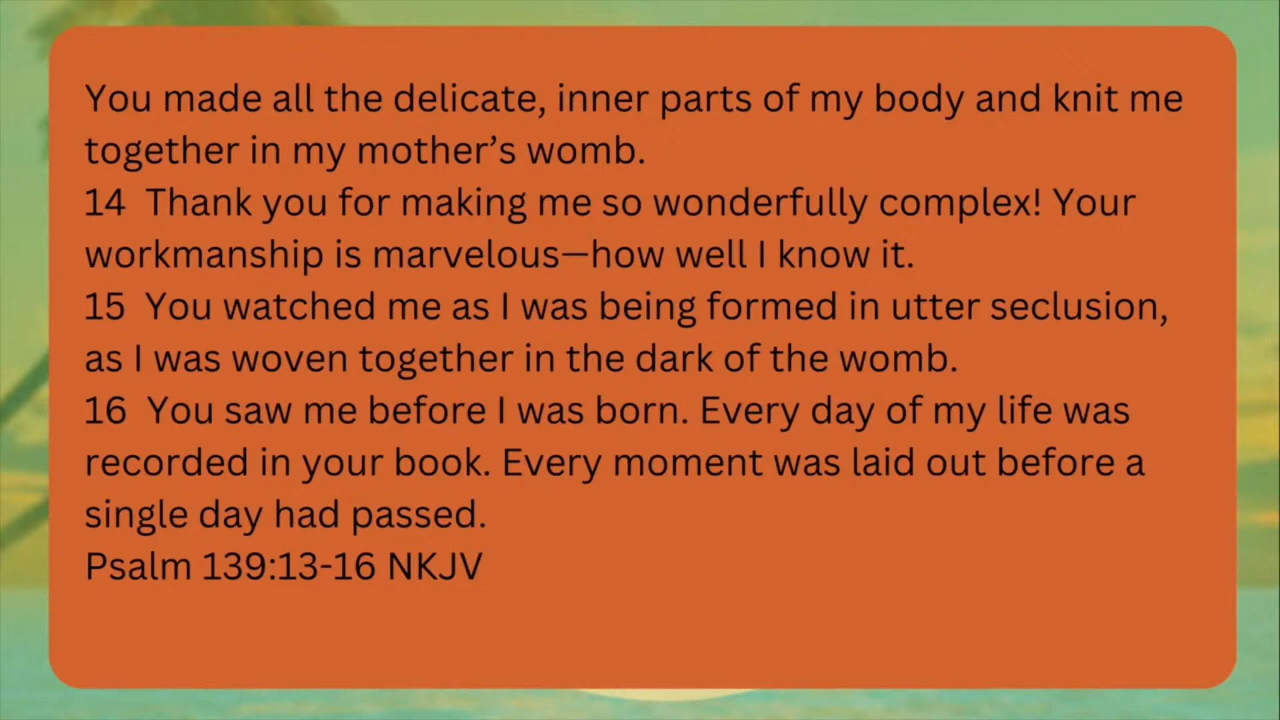 You made all the delicate, inner parts of my body and knit me
together in my mother’s womb.
14  Thank you for making me so wonderfully complex! Your
workmanship is marvelous—how well I know it.
15  You watched me as I was being formed in utter seclusion,
as I was woven together in the dark of the womb.
16  You saw me before I was born. Every day of my life was
recorded in your book. Every moment was laid out before a
single day had passed.
Psalm 139:13-16 NKJV